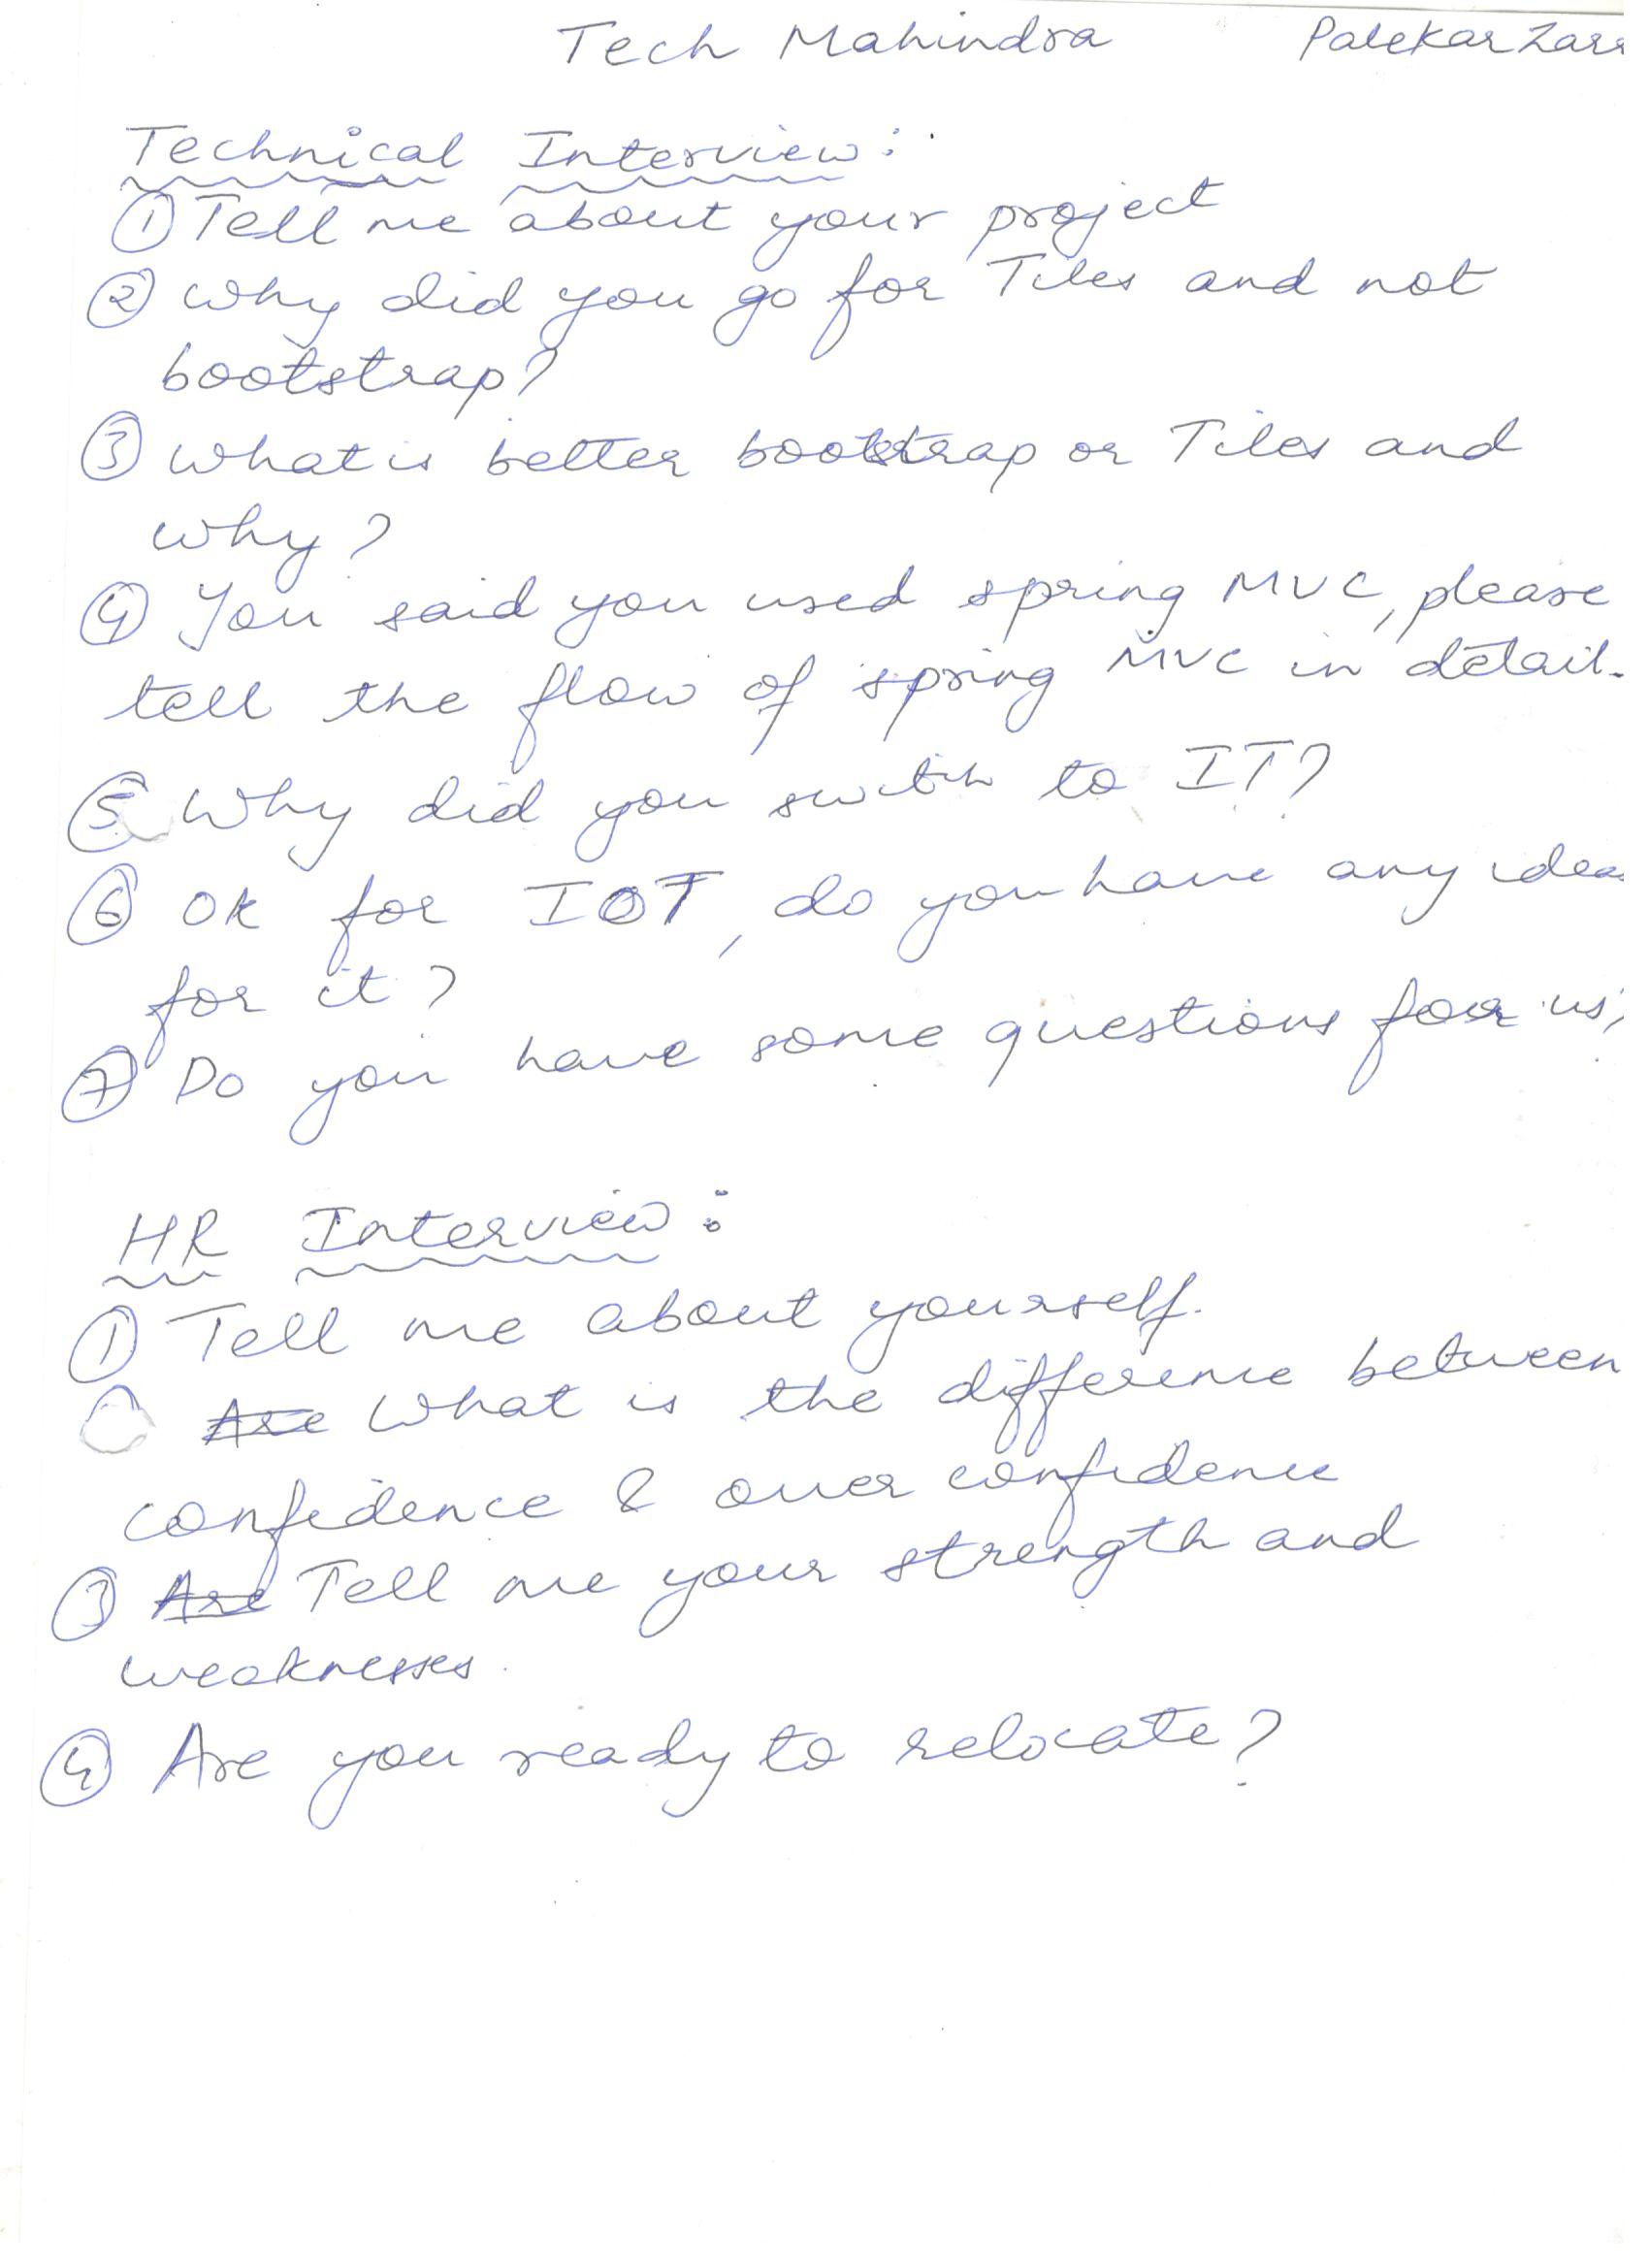 Tech Mahindra Palekar Zar
Technical Interview:
① Tell me about your project
② Why did you go for Tiles and not
bootstrap?
③ What is better bootstrap or Tiles and
why?
④ You said you used spring MVC, please
tell the flow of spring MVC in detail.
⑤ Why did you switch to IT?
⑥ OK for IOT, do you have any idea
for it?
⑦ Do you have some questions for us?
HR Interview:
① Tell me about yourself.
Are What is the difference between
confidence & over confidence
③ Are Tell me your strength and
weaknesses.
④ Are you ready to relocate?